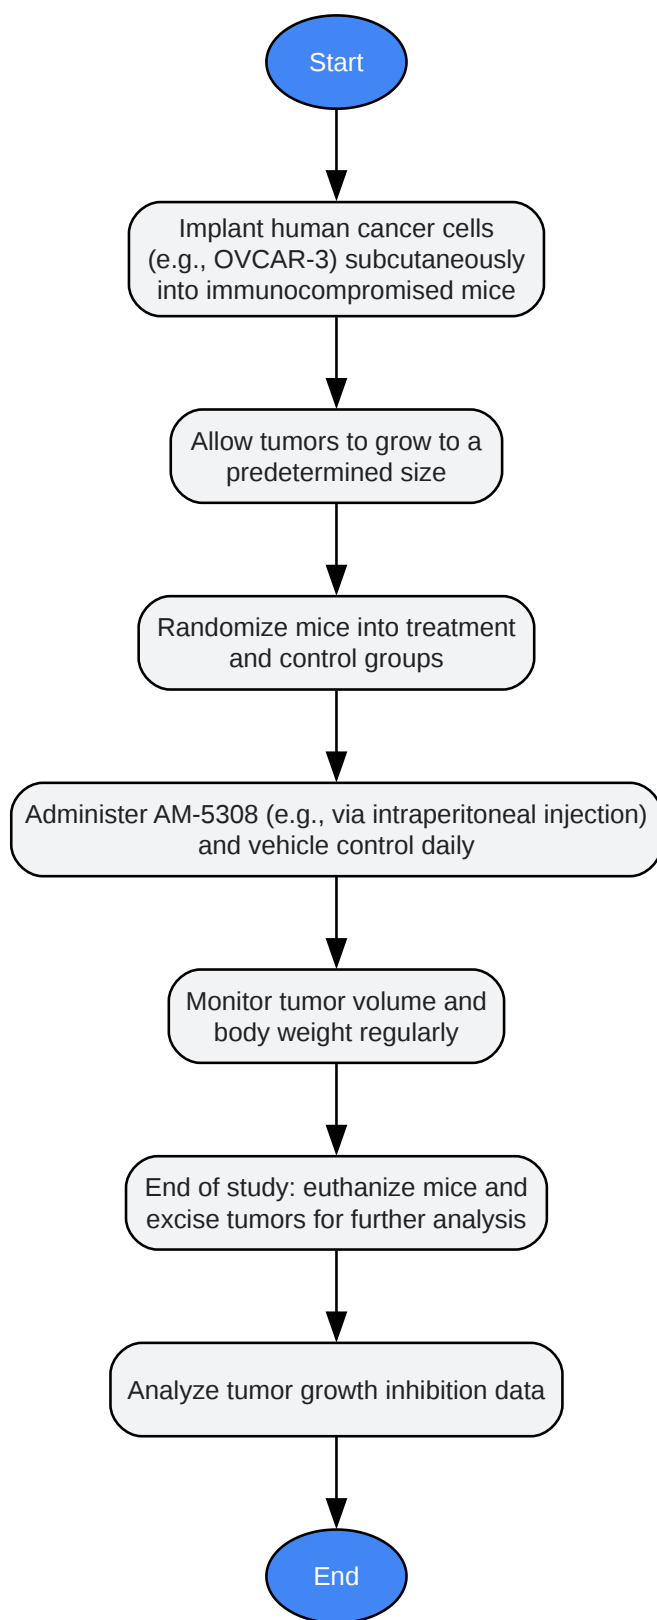 Start
Implant human cancer cells
(e.g., OVCAR-3) subcutaneously
into immunocompromised mice
Allow tumors to grow to a
predetermined size
Randomize mice into treatment
and control groups
Administer AM-5308 (e.g., via intraperitoneal injection)
and vehicle control daily
Monitor tumor volume and
body weight regularly
End of study: euthanize mice and
excise tumors for further analysis
Analyze tumor growth inhibition data
End